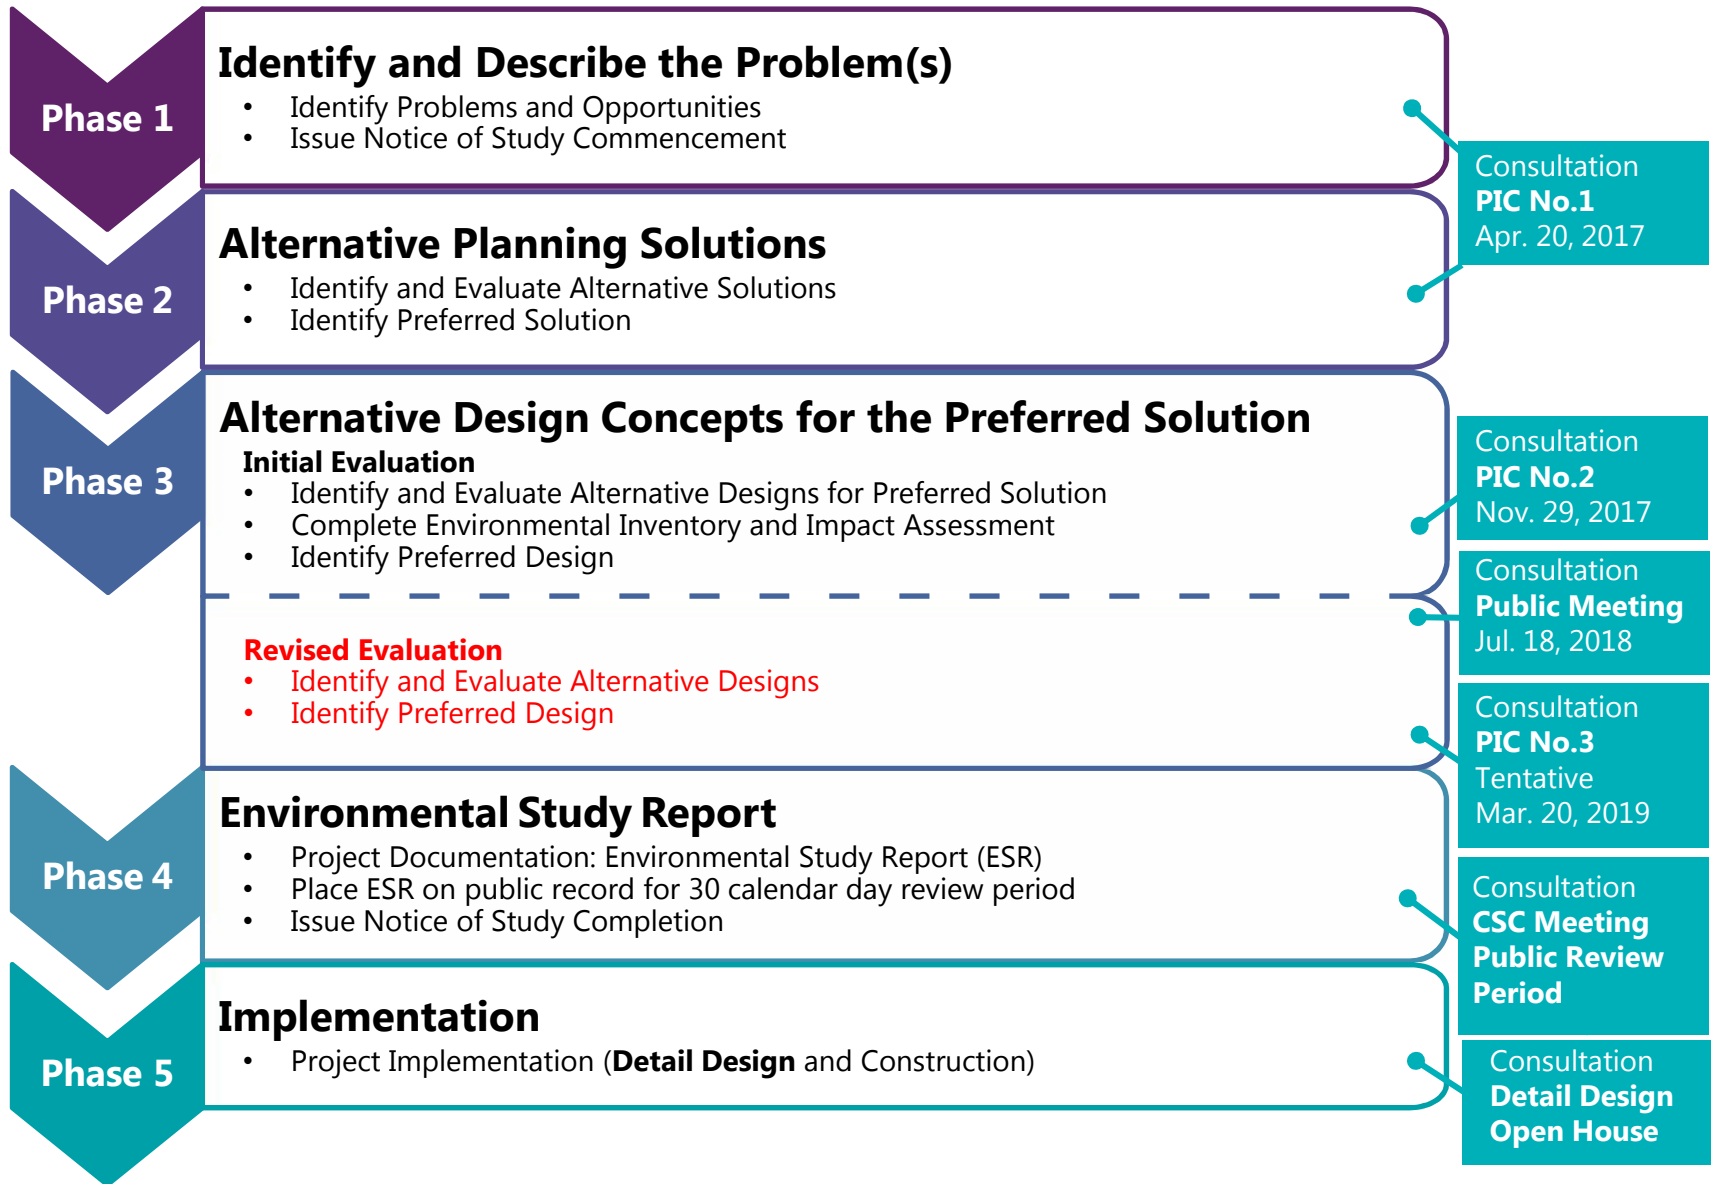 Phase 1
Identify and Describe the Problem(s)
• Identify Problems and Opportunities
• Issue Notice of Study Commencement
Consultation
PIC No.1
Apr. 20, 2017
Phase 2
Alternative Planning Solutions
• Identify and Evaluate Alternative Solutions
• Identify Preferred Solution
Phase 3
Alternative Design Concepts for the Preferred Solution
Initial Evaluation
• Identify and Evaluate Alternative Designs for Preferred Solution
• Complete Environmental Inventory and Impact Assessment
• Identify Preferred Design
Consultation
PIC No.2
Nov. 29, 2017
Consultation
Public Meeting
Jul. 18, 2018
Revised Evaluation
• Identify and Evaluate Alternative Designs
• Identify Preferred Design
Consultation
PIC No.3
Tentative
Mar. 20, 2019
Phase 4
Environmental Study Report
• Project Documentation: Environmental Study Report (ESR)
• Place ESR on public record for 30 calendar day review period
• Issue Notice of Study Completion
Consultation
CSC Meeting
Public Review
Period
Phase 5
Implementation
• Project Implementation (Detail Design and Construction)
Consultation
Detail Design
Open House